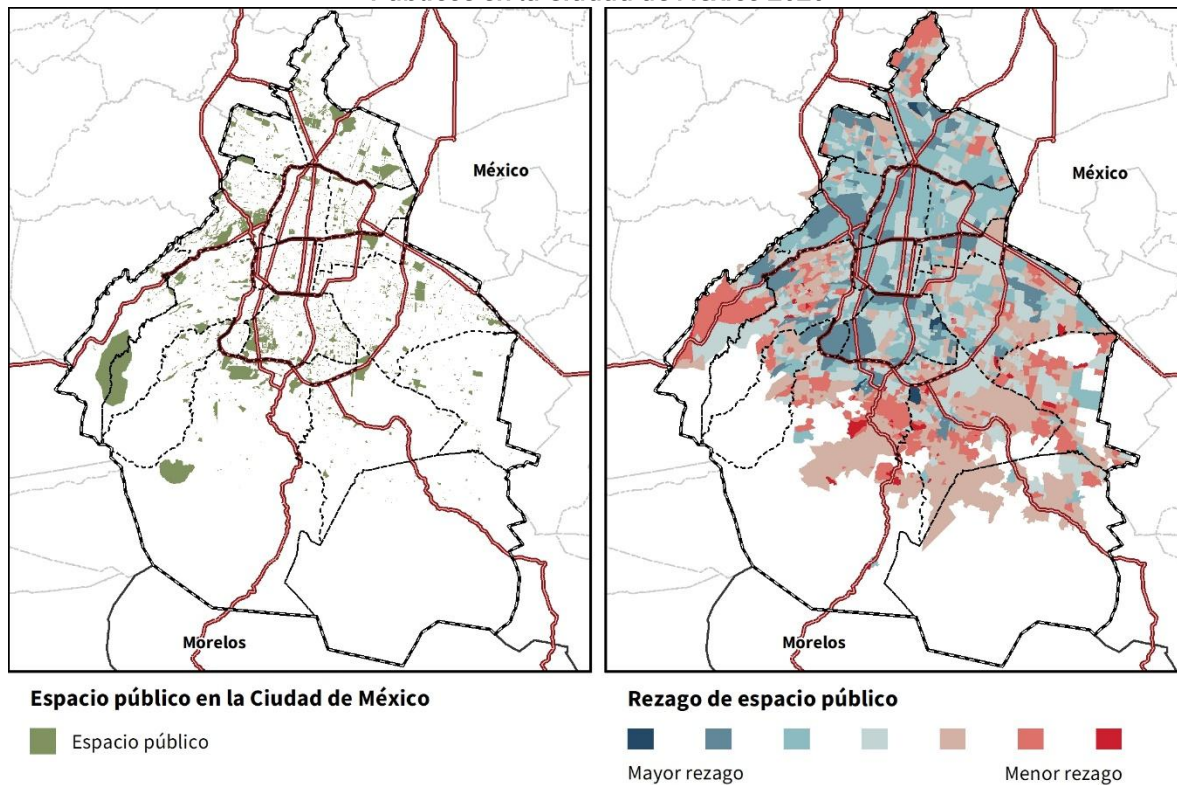 México
México
Morelos
Morelos
Espacio público en la Ciudad de México
Espacio público
Rezago de espacio público
Mayor rezago
Menor rezago